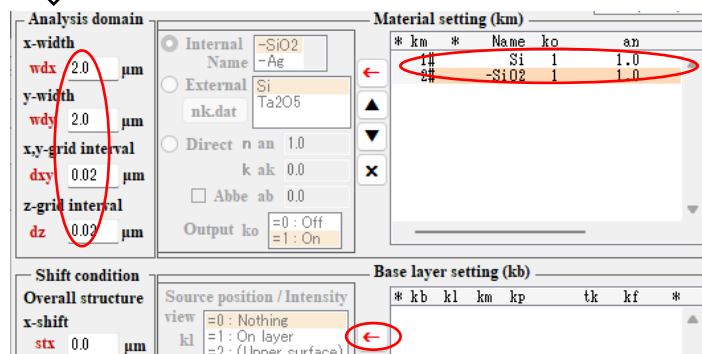 Analysis domain
x-width
wdx 2.0 μm
y-width
wdy 2.0 μm
x,y-grid interval
dxy 0.02 μm
z-grid interval
dz 0.02 μm
Internal Name
-SiO2
-Ag
External
nk.dat
Si
Ta2O5
Direct n an 1.0
k ak 0.0
Abbe ab 0.0
Output ko
=0 : Off
=1 : On
←
▲
▼
×
Material setting (km)
* km * Name ko an
1# Si 1 1.0
2# -SiO2 1 1.0
Shift condition
Overall structure
x-shift
stx 0.0 μm
Source position / Intensity
view
kl
=0 : Nothing
=1 : On layer
=2 : (Upper surface)
←
Base layer setting (kb)
* kb kl km kp tk kf *